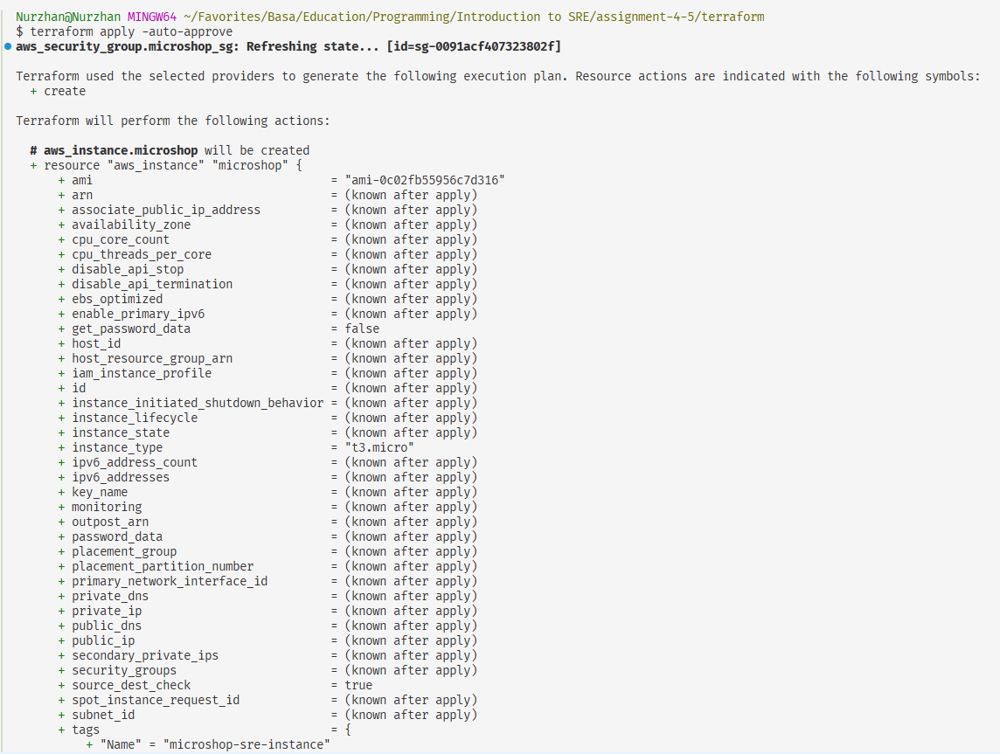 Nurzhan@Nurzhan MINGW64 ~/Favorites/Basa/Education/Programming/Introduction to SRE/assignment-4-5/terraform
$ terraform apply -auto-approve
aws_security_group.microshop_sg: Refreshing state... [id=sg-0091acf407323802f]

Terraform used the selected providers to generate the following execution plan. Resource actions are indicated with the following symbols:
  + create

Terraform will perform the following actions:

  # aws_instance.microshop will be created
  + resource "aws_instance" "microshop" {
      + ami                                  = "ami-0c02fb55956c7d316"
      + arn                                  = (known after apply)
      + associate_public_ip_address          = (known after apply)
      + availability_zone                    = (known after apply)
      + cpu_core_count                       = (known after apply)
      + cpu_threads_per_core                 = (known after apply)
      + disable_api_stop                     = (known after apply)
      + disable_api_termination              = (known after apply)
      + ebs_optimized                        = (known after apply)
      + enable_primary_ipv6                  = (known after apply)
      + get_password_data                    = false
      + host_id                              = (known after apply)
      + host_resource_group_arn              = (known after apply)
      + iam_instance_profile                 = (known after apply)
      + id                                   = (known after apply)
      + instance_initiated_shutdown_behavior = (known after apply)
      + instance_lifecycle                   = (known after apply)
      + instance_state                       = (known after apply)
      + instance_type                        = "t3.micro"
      + ipv6_address_count                   = (known after apply)
      + ipv6_addresses                       = (known after apply)
      + key_name                             = (known after apply)
      + monitoring                           = (known after apply)
      + outpost_arn                          = (known after apply)
      + password_data                        = (known after apply)
      + placement_group                      = (known after apply)
      + placement_partition_number           = (known after apply)
      + primary_network_interface_id         = (known after apply)
      + private_dns                          = (known after apply)
      + private_ip                           = (known after apply)
      + public_dns                           = (known after apply)
      + public_ip                            = (known after apply)
      + secondary_private_ips                = (known after apply)
      + security_groups                      = (known after apply)
      + source_dest_check                    = true
      + spot_instance_request_id             = (known after apply)
      + subnet_id                            = (known after apply)
      + tags                                 = {
          + "Name" = "microshop-sre-instance"